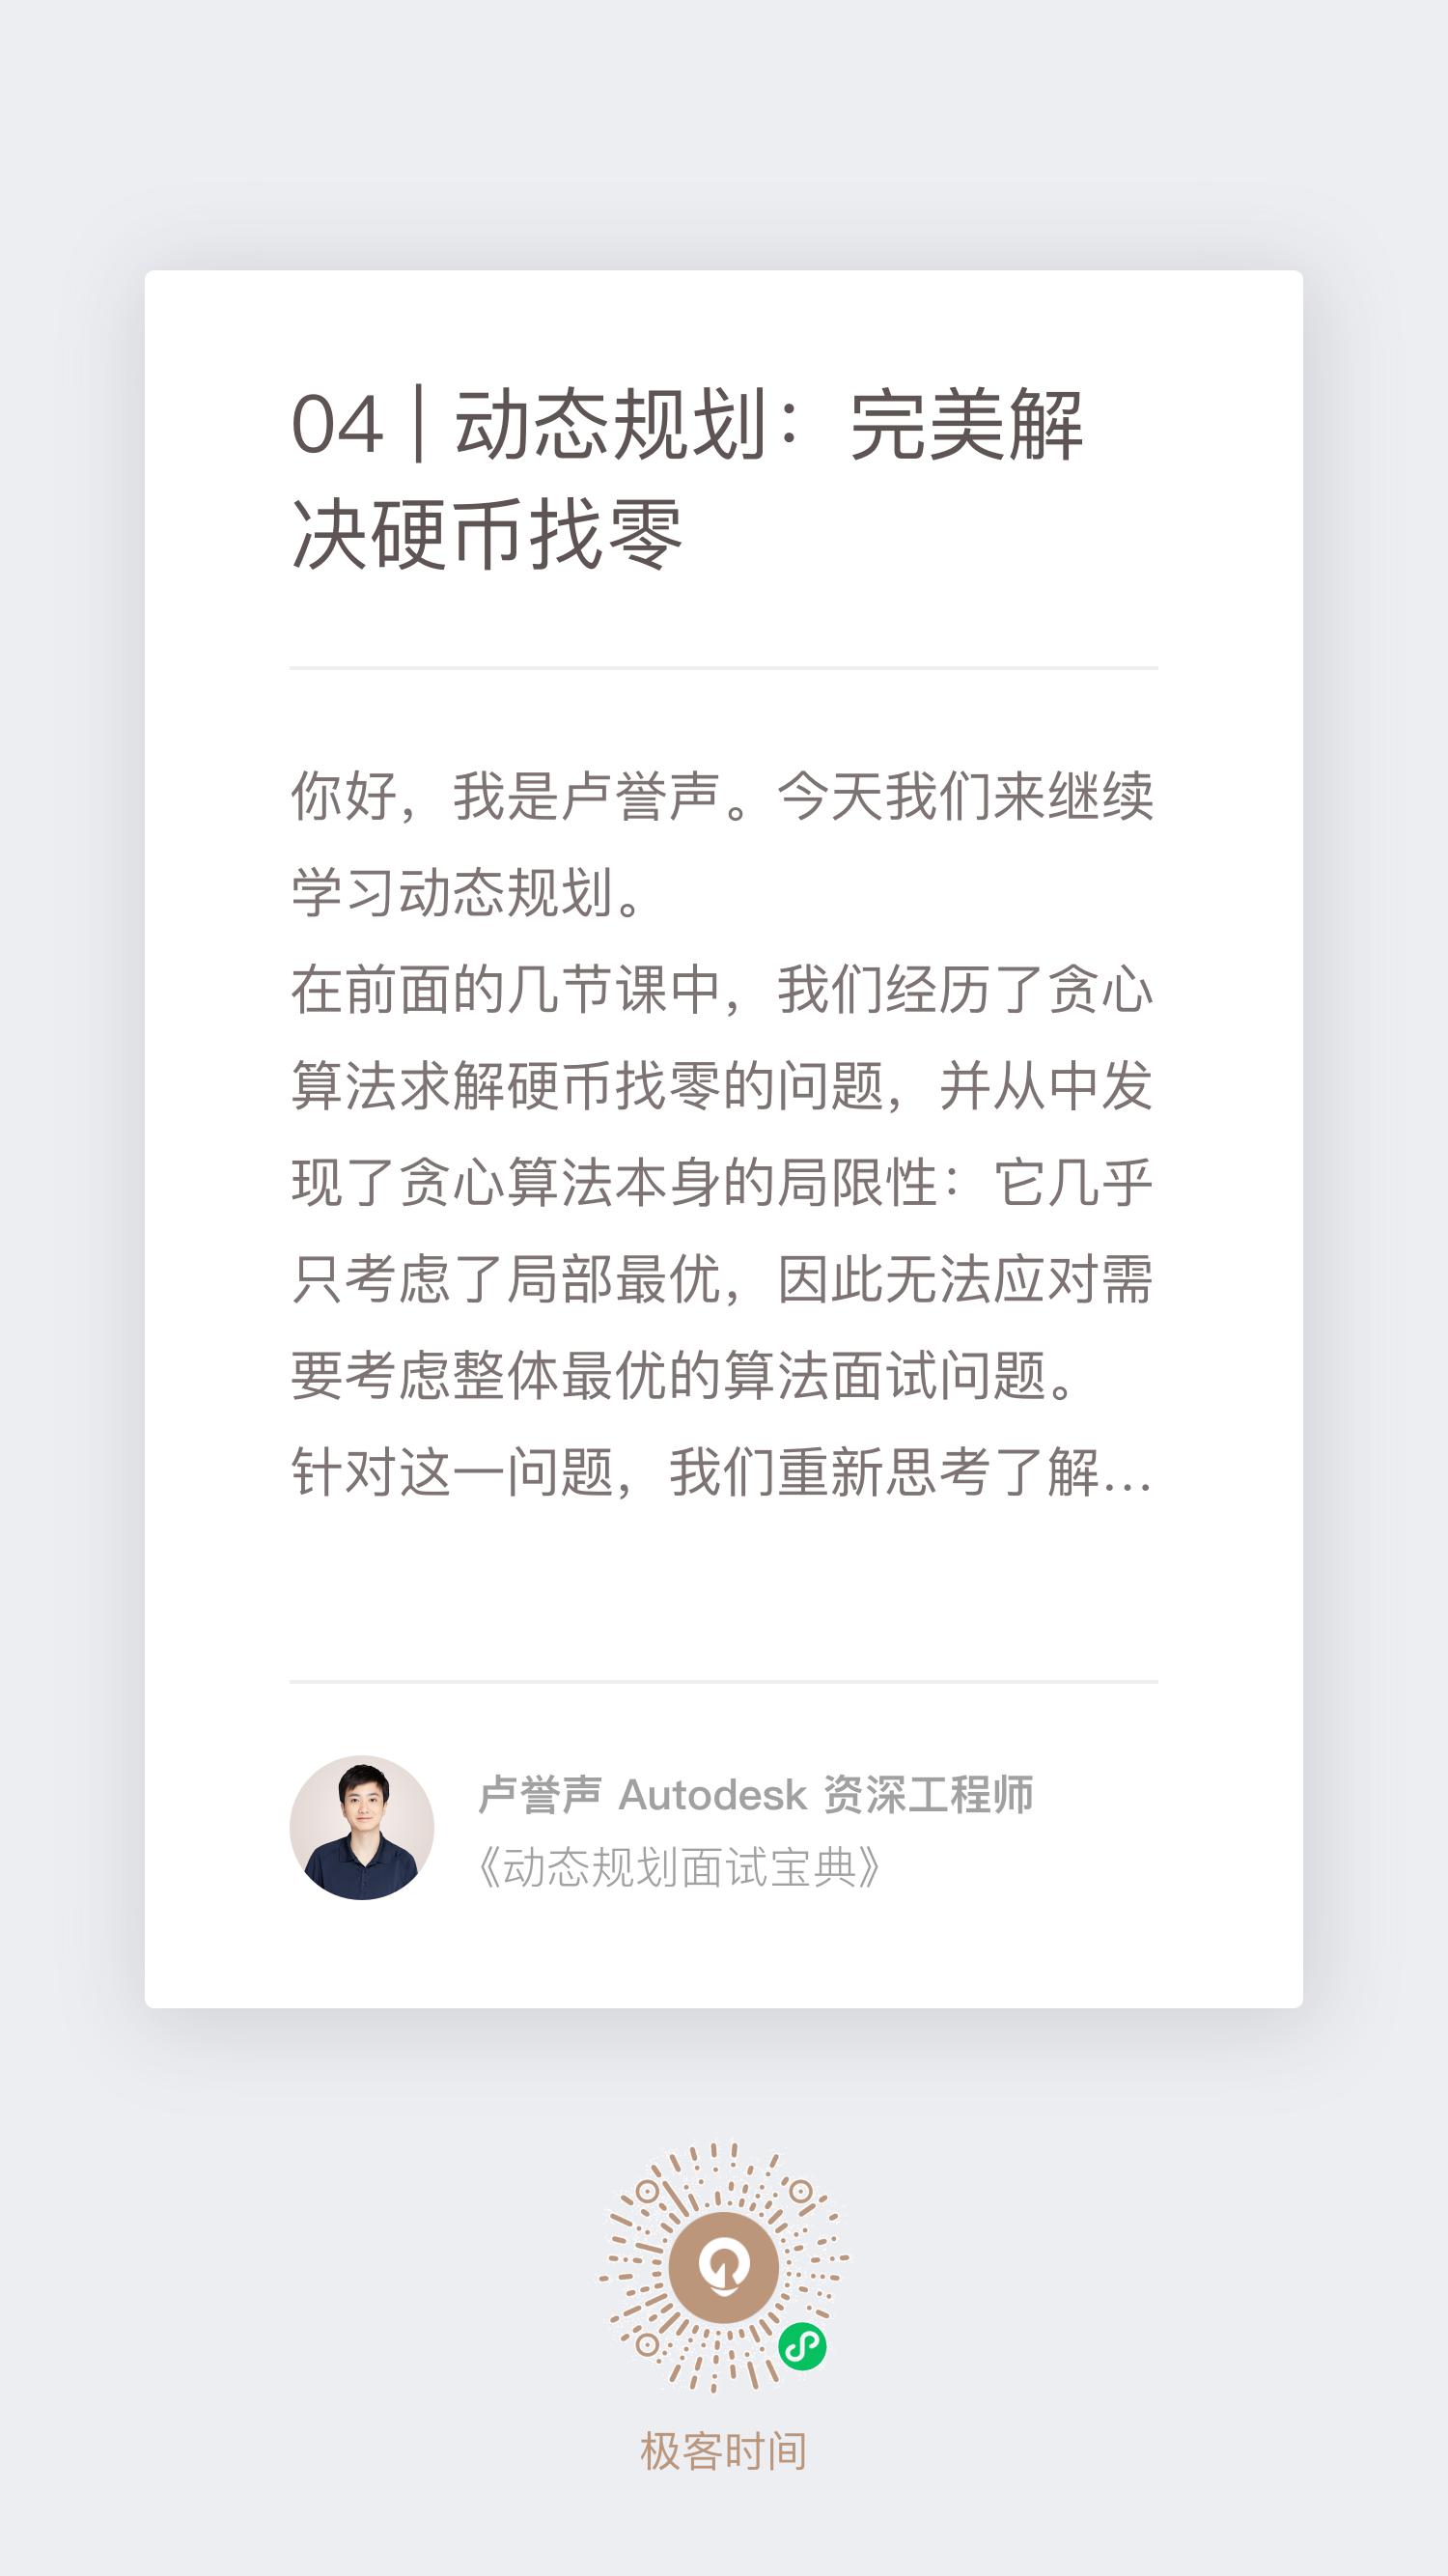 04 | 动态规划：完美解
决硬币找零
你好，我是卢誉声。今天我们来继续
学习动态规划。
在前面的几节课中，我们经历了贪心
算法求解硬币找零的问题，并从中发
现了贪心算法本身的局限性：它几乎
只考虑了局部最优，因此无法应对需
要考虑整体最优的算法面试问题。
针对这一问题，我们重新思考了解…
卢誉声 Autodesk 资深工程师
《动态规划面试宝典》
极客时间